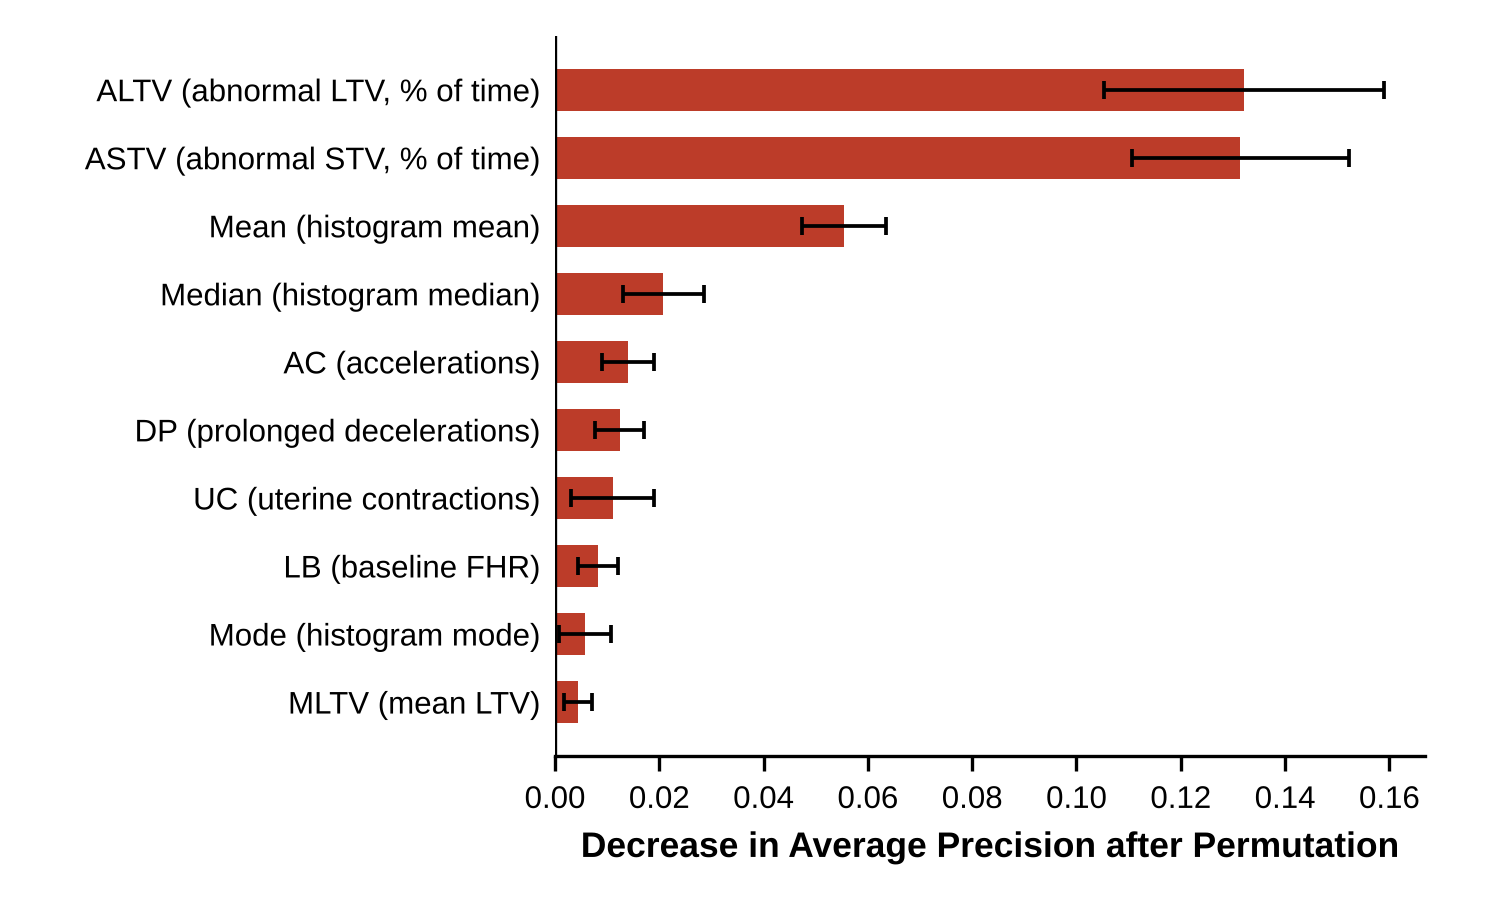 ALTV (abnormal LTV, % of time)
ASTV (abnormal STV, % of time)
Mean (histogram mean)
Median (histogram median)
AC (accelerations)
DP (prolonged decelerations)
UC (uterine contractions)
LB (baseline FHR)
Mode (histogram mode)
MLTV (mean LTV)
0.00 0.02 0.04 0.06 0.08 0.10 0.12 0.14 0.16
Decrease in Average Precision after Permutation